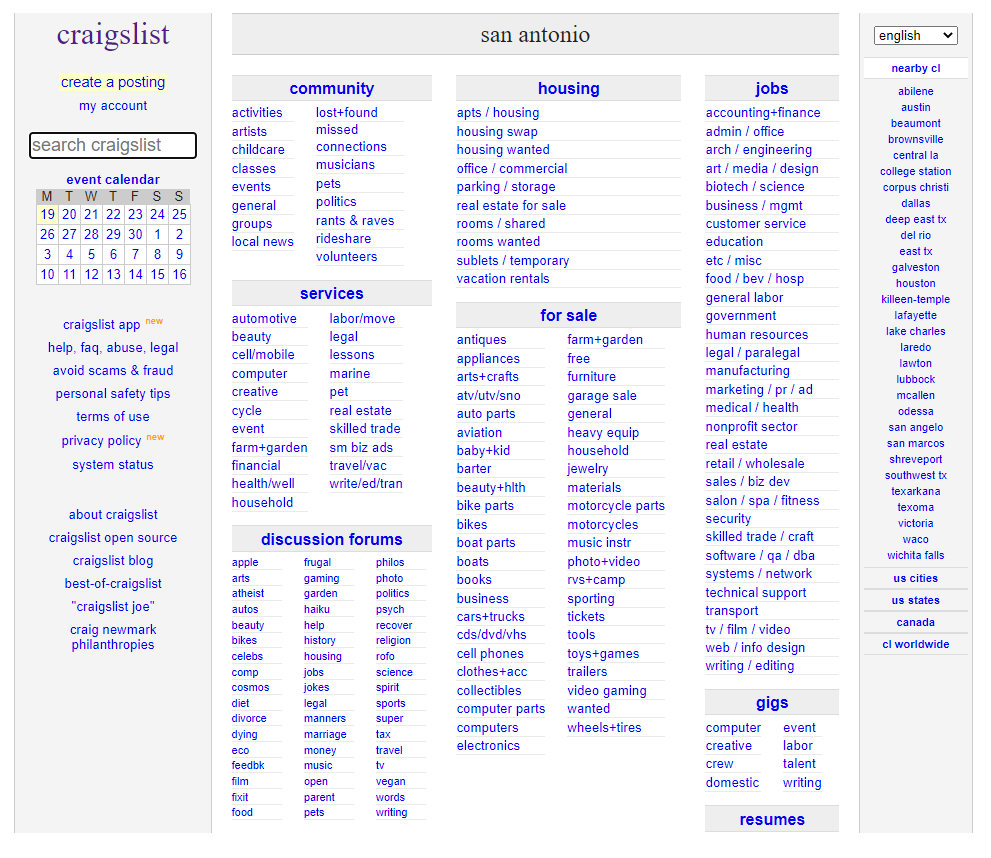 craigslist
create a posting
my account
search craigslist
event calendar
M T W T F S S
19 20 21 22 23 24 25
26 27 28 29 30 1 2
3 4 5 6 7 8 9
10 11 12 13 14 15 16
craigslist app new
help, faq, abuse, legal
avoid scams & fraud
personal safety tips
terms of use
privacy policy new
system status
about craigslist
craigslist open source
craigslist blog
best-of-craigslist
"craigslist joe"
craig newmark
philanthropies
san antonio
community
activities
artists
childcare
classes
events
general
groups
local news
lost+found
missed
connections
musicians
pets
politics
rants & raves
rideshare
volunteers
services
automotive
beauty
cell/mobile
computer
creative
cycle
event
farm+garden
financial
health/well
household
labor/move
legal
lessons
marine
pet
real estate
skilled trade
sm biz ads
travel/vac
write/ed/tran
discussion forums
apple
arts
atheist
autos
beauty
bikes
celebs
comp
cosmos
diet
divorce
dying
eco
feedbk
film
fixit
food
frugal
gaming
garden
haiku
help
history
housing
jobs
jokes
legal
manners
marriage
money
music
open
parent
pets
philos
photo
politics
psych
recover
religion
rofo
science
spirit
sports
super
tax
travel
tv
vegan
words
writing
housing
apts / housing
housing swap
housing wanted
office / commercial
parking / storage
real estate for sale
rooms / shared
rooms wanted
sublets / temporary
vacation rentals
for sale
antiques
appliances
arts+crafts
atv/utv/sno
auto parts
aviation
baby+kid
barter
beauty+hlth
bike parts
bikes
boat parts
boats
books
business
cars+trucks
cds/dvd/vhs
cell phones
clothes+acc
collectibles
computer parts
computers
electronics
farm+garden
free
furniture
garage sale
general
heavy equip
household
jewelry
materials
motorcycle parts
motorcycles
music instr
photo+video
rvs+camp
sporting
tickets
tools
toys+games
trailers
video gaming
wanted
wheels+tires
jobs
accounting+finance
admin / office
arch / engineering
art / media / design
biotech / science
business / mgmt
customer service
education
etc / misc
food / bev / hosp
general labor
government
human resources
legal / paralegal
manufacturing
marketing / pr / ad
medical / health
nonprofit sector
real estate
retail / wholesale
sales / biz dev
salon / spa / fitness
security
skilled trade / craft
software / qa / dba
systems / network
technical support
transport
tv / film / video
web / info design
writing / editing
gigs
computer
creative
crew
domestic
event
labor
talent
writing
resumes
english
nearby cl
abilene
austin
beaumont
brownsville
central la
college station
corpus christi
dallas
deep east tx
del rio
east tx
galveston
houston
killeen-temple
lafayette
lake charles
laredo
lawton
lubbock
mcallen
odessa
san angelo
san marcos
shreveport
southwest tx
texarkana
texoma
victoria
waco
wichita falls
us cities
us states
canada
cl worldwide